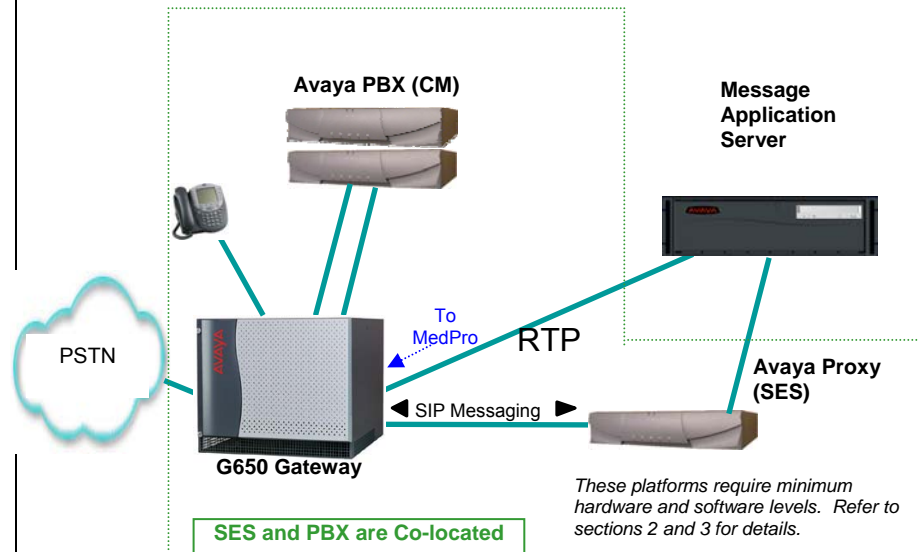 Avaya PBX (CM)
Message
Application
Server
AVAYA
To
MedPro
RTP
PSTN
AVAYA
Avaya Proxy
(SES)
SIP Messaging
G650 Gateway
These platforms require minimum
hardware and software levels. Refer to
sections 2 and 3 for details.
SES and PBX are Co-located